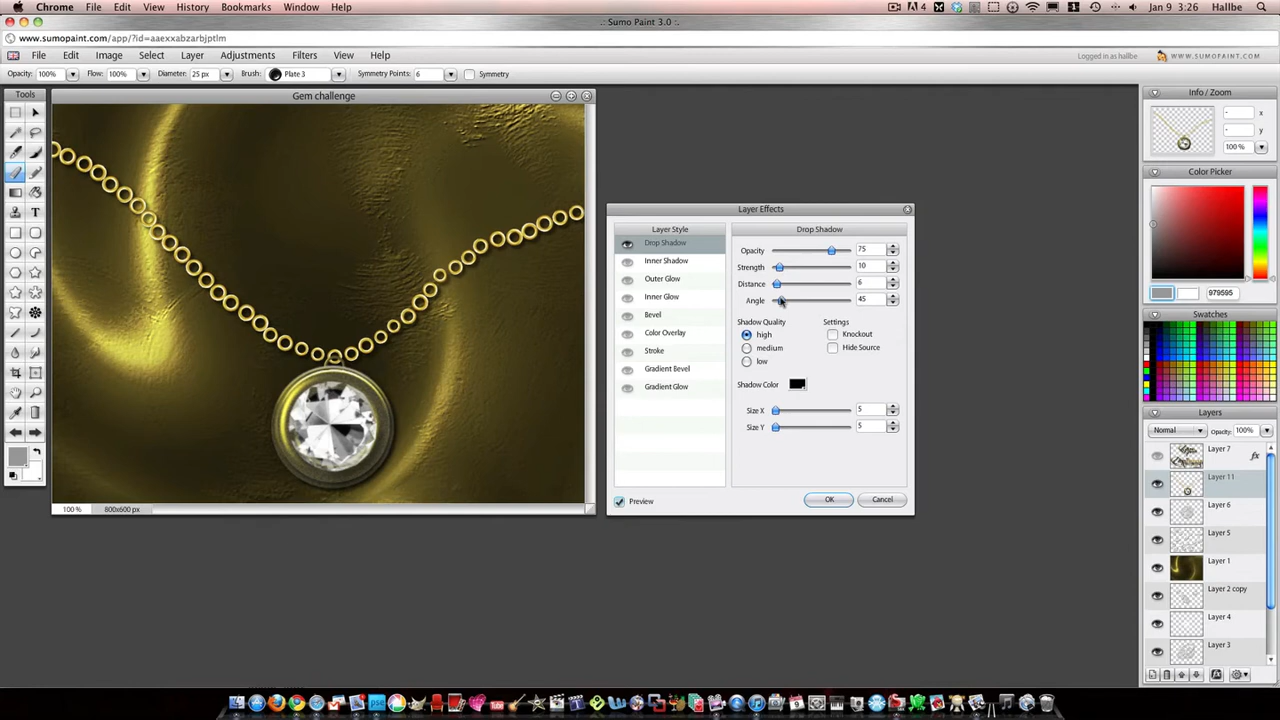 Chrome File Edit View History Bookmarks Window Help 4 1 Jan 9 3:26 Hallbe
.: Sumo Paint 3.0 :.
www.sumopaint.com/app/?id=aaexxabzarbjptlm
File Edit Image Select Layer Adjustments Filters View Help Logged in as hallbe WWW.SUMOPAINT.COM
Opacity: 100% Flow: 100% Diameter: 25 px Brush: Plate 3 Symmetry Points: 6 Symmetry
Tools
Gem challenge
100 % 800x600 px
Layer Effects
Layer Style
Drop Shadow
Inner Shadow
Outer Glow
Inner Glow
Bevel
Color Overlay
Stroke
Gradient Bevel
Gradient Glow
Drop Shadow
Opacity 75
Strength 10
Distance 6
Angle 45
Shadow Quality
high
medium
low
Settings
Knockout
Hide Source
Shadow Color
Size X 5
Size Y 5
Preview OK Cancel
Info / Zoom
- x
- y
100 %
Color Picker
979595
Swatches
Layers
Normal Opacity: 100%
Layer 7 fx
Layer 11
Layer 6
Layer 5
Layer 1
Layer 2 copy
Layer 4
Layer 3